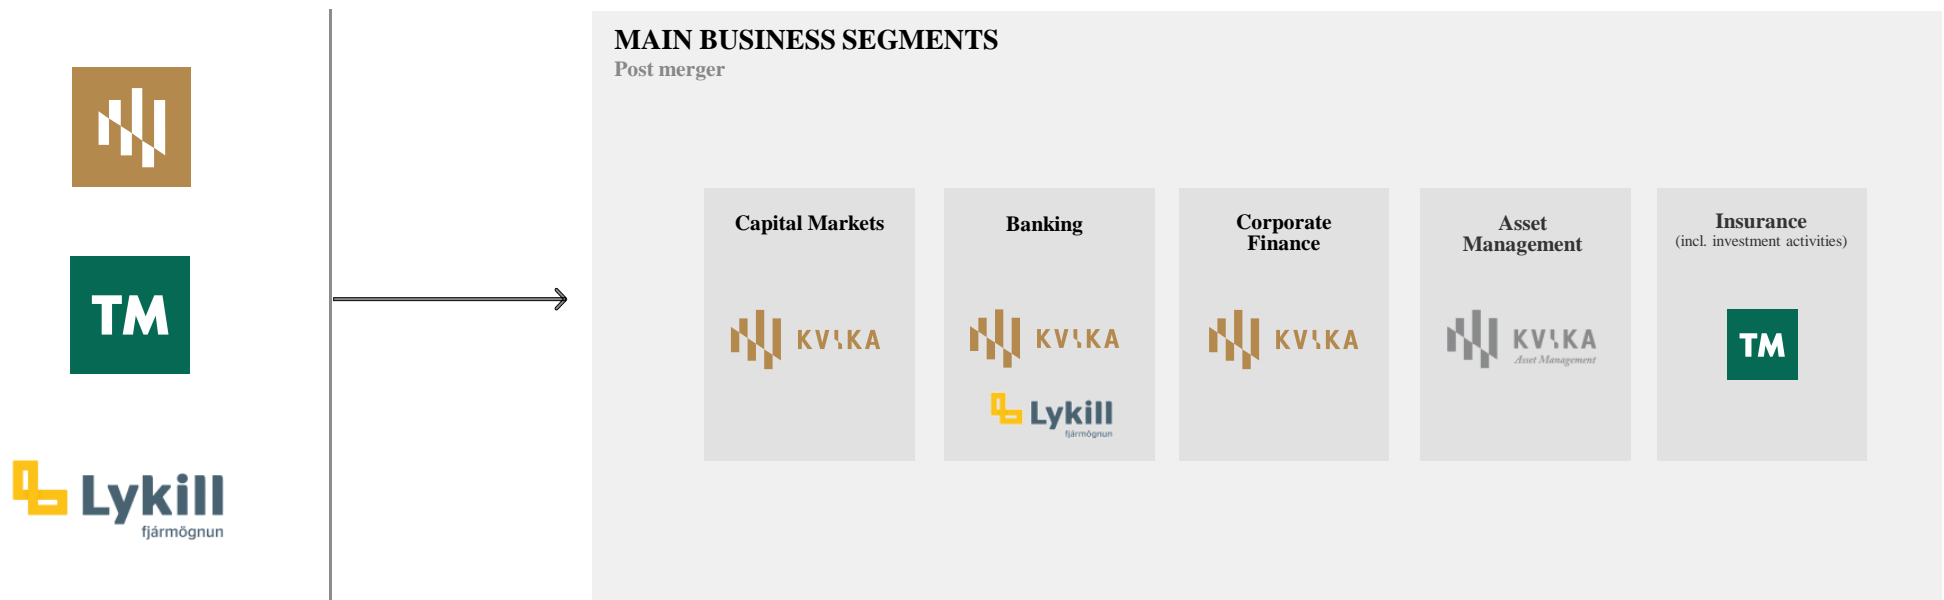 MAIN BUSINESS SEGMENTS
Post merger
TM
Lykill
fjármögnun
Capital Markets
KVIKA
Banking
KVIKA
Lykill
fjármögnun
Corporate
Finance
KVIKA
Asset
Management
KVIKA
Asset Management
Insurance
(incl. investment activities)
TM